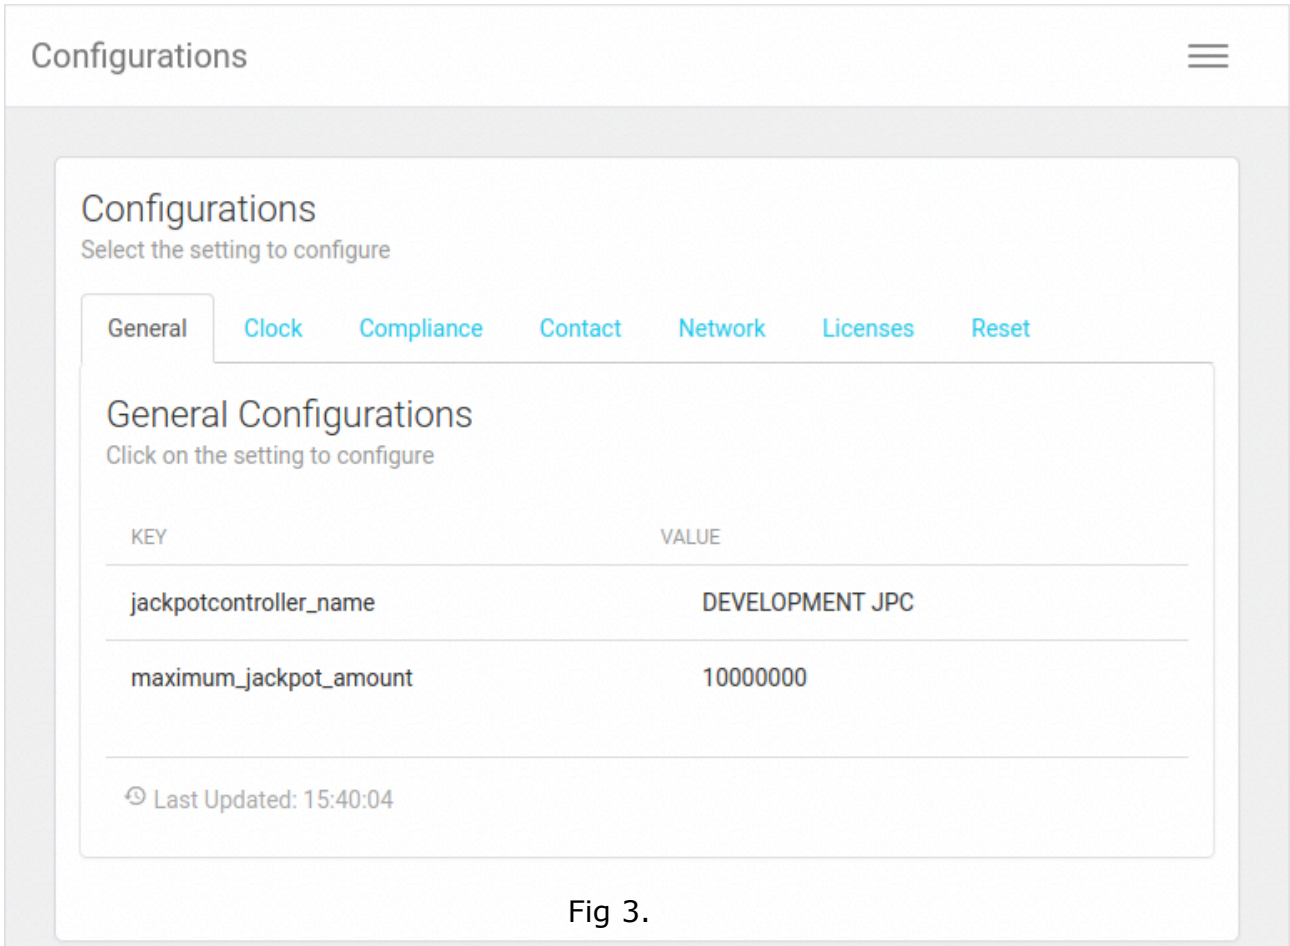 Configurations
Configurations
Select the setting to configure
General Clock Compliance Contact Network Licenses Reset
General Configurations
Click on the setting to configure
KEY VALUE
jackpotcontroller_name DEVELOPMENT JPC
maximum_jackpot_amount 10000000
Last Updated: 15:40:04
Fig 3.